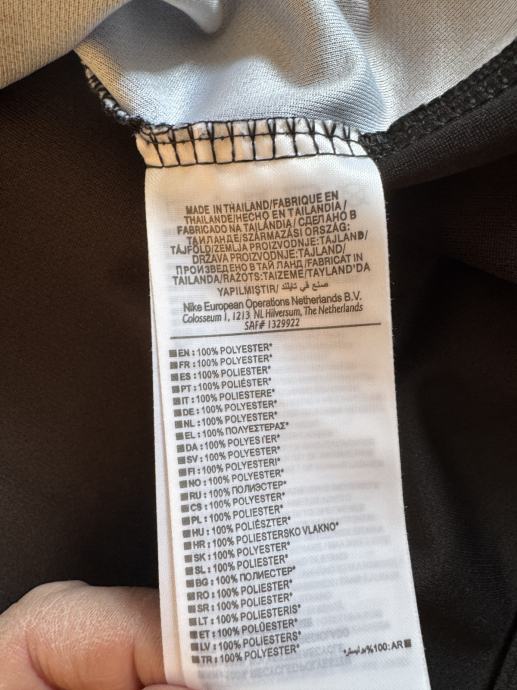 MADE IN THAILAND/FABRIQUE EN
THAILANDE/HECHO EN TAILANDIA/
FABRICADO NA TAILÂNDIA/СДЕЛАНО В
ТАИЛАНДЕ/SZÁRMAZÁSI ORSZÁG:
TÁJFÖLD/ZEMLJA PROIZVODNJE:TAJLAND/
DRŽAVA PROIZVODNJE:TAJLAND/
ПРОИЗВЕДЕНО В ТАЙЛАНД/FABRICAT IN
TAILANDA/RAŽOTS:TAIZEME/TAYLAND'DA
YAPILMIŞTIR/ صنع في تايلند
Nike European Operations Netherlands B.V.
Colosseum 1, 1213 NL Hilversum, The Netherlands
SAF# 1329922
EN : 100% POLYESTER*
FR : 100% POLYESTER*
ES : 100% POLIÉSTER*
PT : 100% POLIÉSTER*
IT : 100% POLIESTERE*
DE : 100% POLYESTER*
NL : 100% POLYESTER*
EL : 100% ΠΟΛΥΕΣΤΕΡΑΣ*
DA : 100% POLYESTER*
SV : 100% POLYESTER*
FI : 100% POLYESTERI*
NO : 100% POLYESTER*
RU : 100% ПОЛИЭСТЕР*
CS : 100% POLYESTER*
PL : 100% POLIESTER*
HU : 100% POLIÉSZTER*
HR : 100% POLIESTERSKO VLAKNO*
SK : 100% POLYESTER*
SL : 100% POLIESTER*
BG : 100% ПОЛИЕСТЕР*
RO : 100% POLIESTER*
SR : 100% POLIESTER*
LT : 100% POLIESTERIS*
ET : 100% POLÜESTER*
LV : 100% POLIESTERS*
TR : 100% POLYESTER*
AR :100% بوليستر*